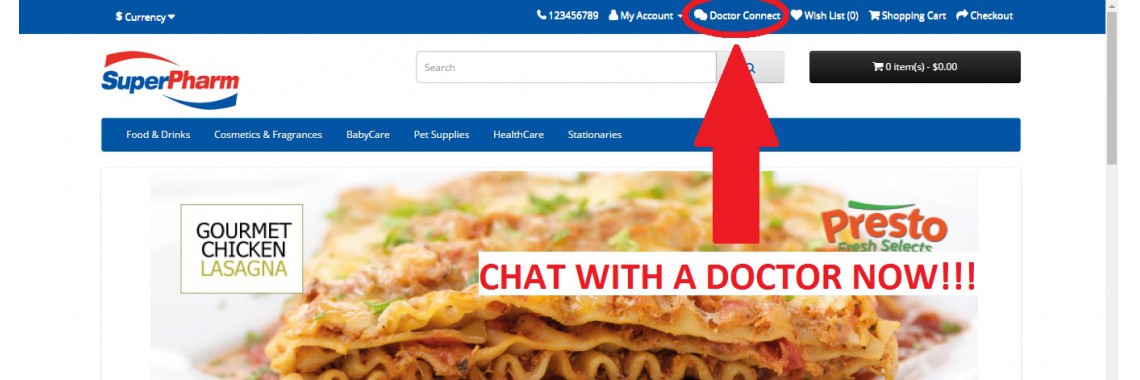 $ Currency
123456789 My Account Doctor Connect Wish List (0) Shopping Cart Checkout
SuperPharm
Search
0 item(s) - $0.00
Food & Drinks Cosmetics & Fragrances BabyCare Pet Supplies HealthCare Stationaries
GOURMET
CHICKEN
LASAGNA
Presto
Fresh Selects
CHAT WITH A DOCTOR NOW!!!